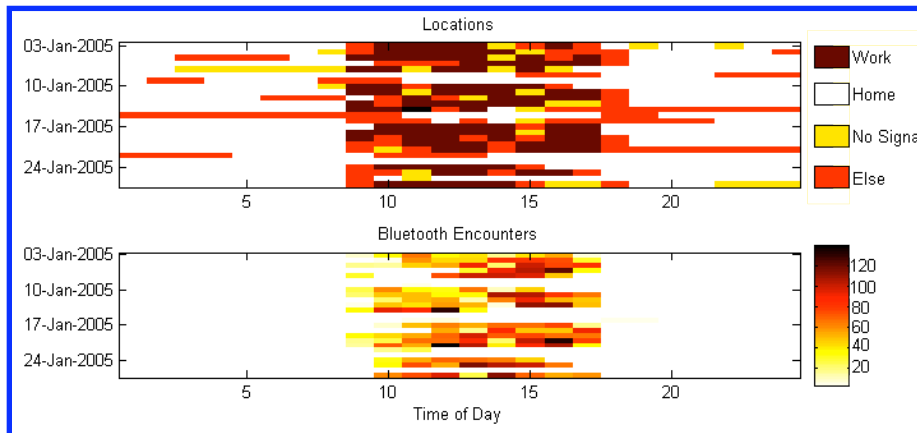 Locations
03-Jan-2005
10-Jan-2005
17-Jan-2005
24-Jan-2005
5 10 15 20
Work
Home
No Signa
Else
Bluetooth Encounters
03-Jan-2005
10-Jan-2005
17-Jan-2005
24-Jan-2005
5 10 15 20
Time of Day
120
100
80
60
40
20